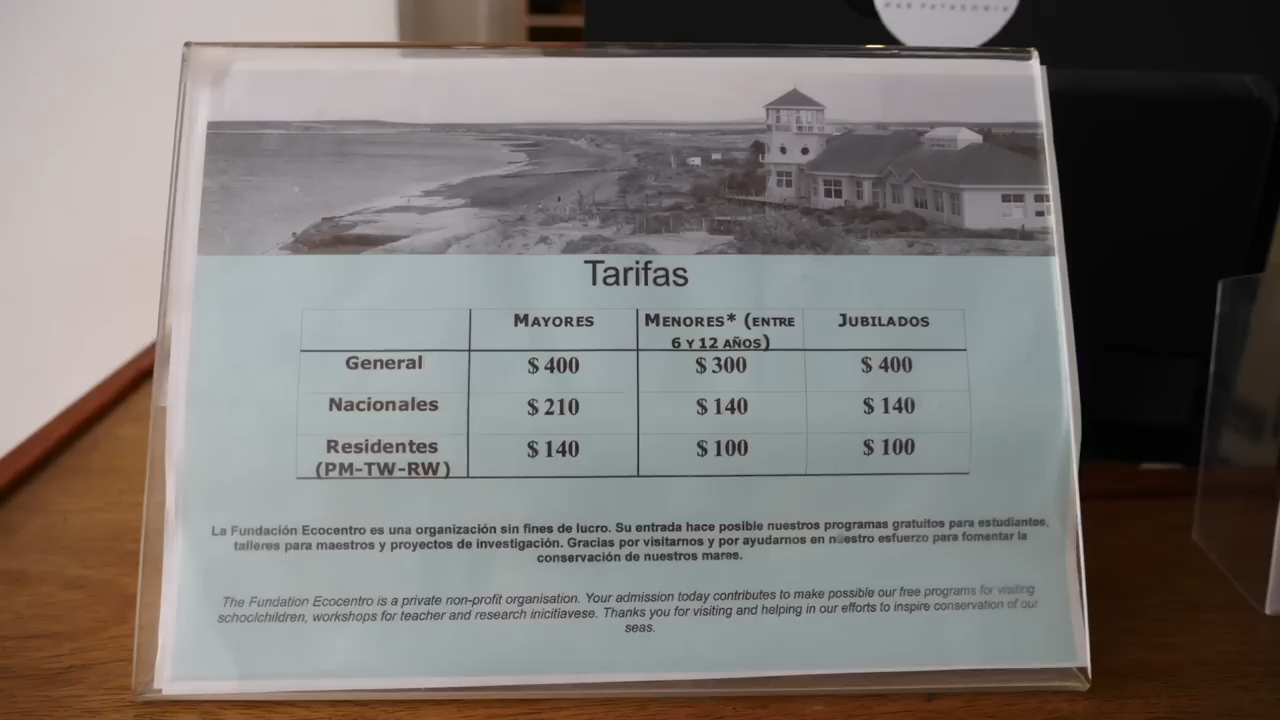 Tarifas
MAYORES MENORES* (ENTRE 6 Y 12 AÑOS) JUBILADOS
General $ 400 $ 300 $ 400
Nacionales $ 210 $ 140 $ 140
Residentes (PM-TW-RW) $ 140 $ 100 $ 100
La Fundación Ecocentro es una organización sin fines de lucro. Su entrada hace posible nuestros programas gratuitos para estudiantes,
talleres para maestros y proyectos de investigación. Gracias por visitarnos y por ayudarnos en nuestro esfuerzo para fomentar la
conservación de nuestros mares.
The Fundation Ecocentro is a private non-profit organisation. Your admission today contributes to make possible our free programs for visiting
schoolchildren, workshops for teacher and research inicitiavese. Thanks you for visiting and helping in our efforts to inspire conservation of our
seas.